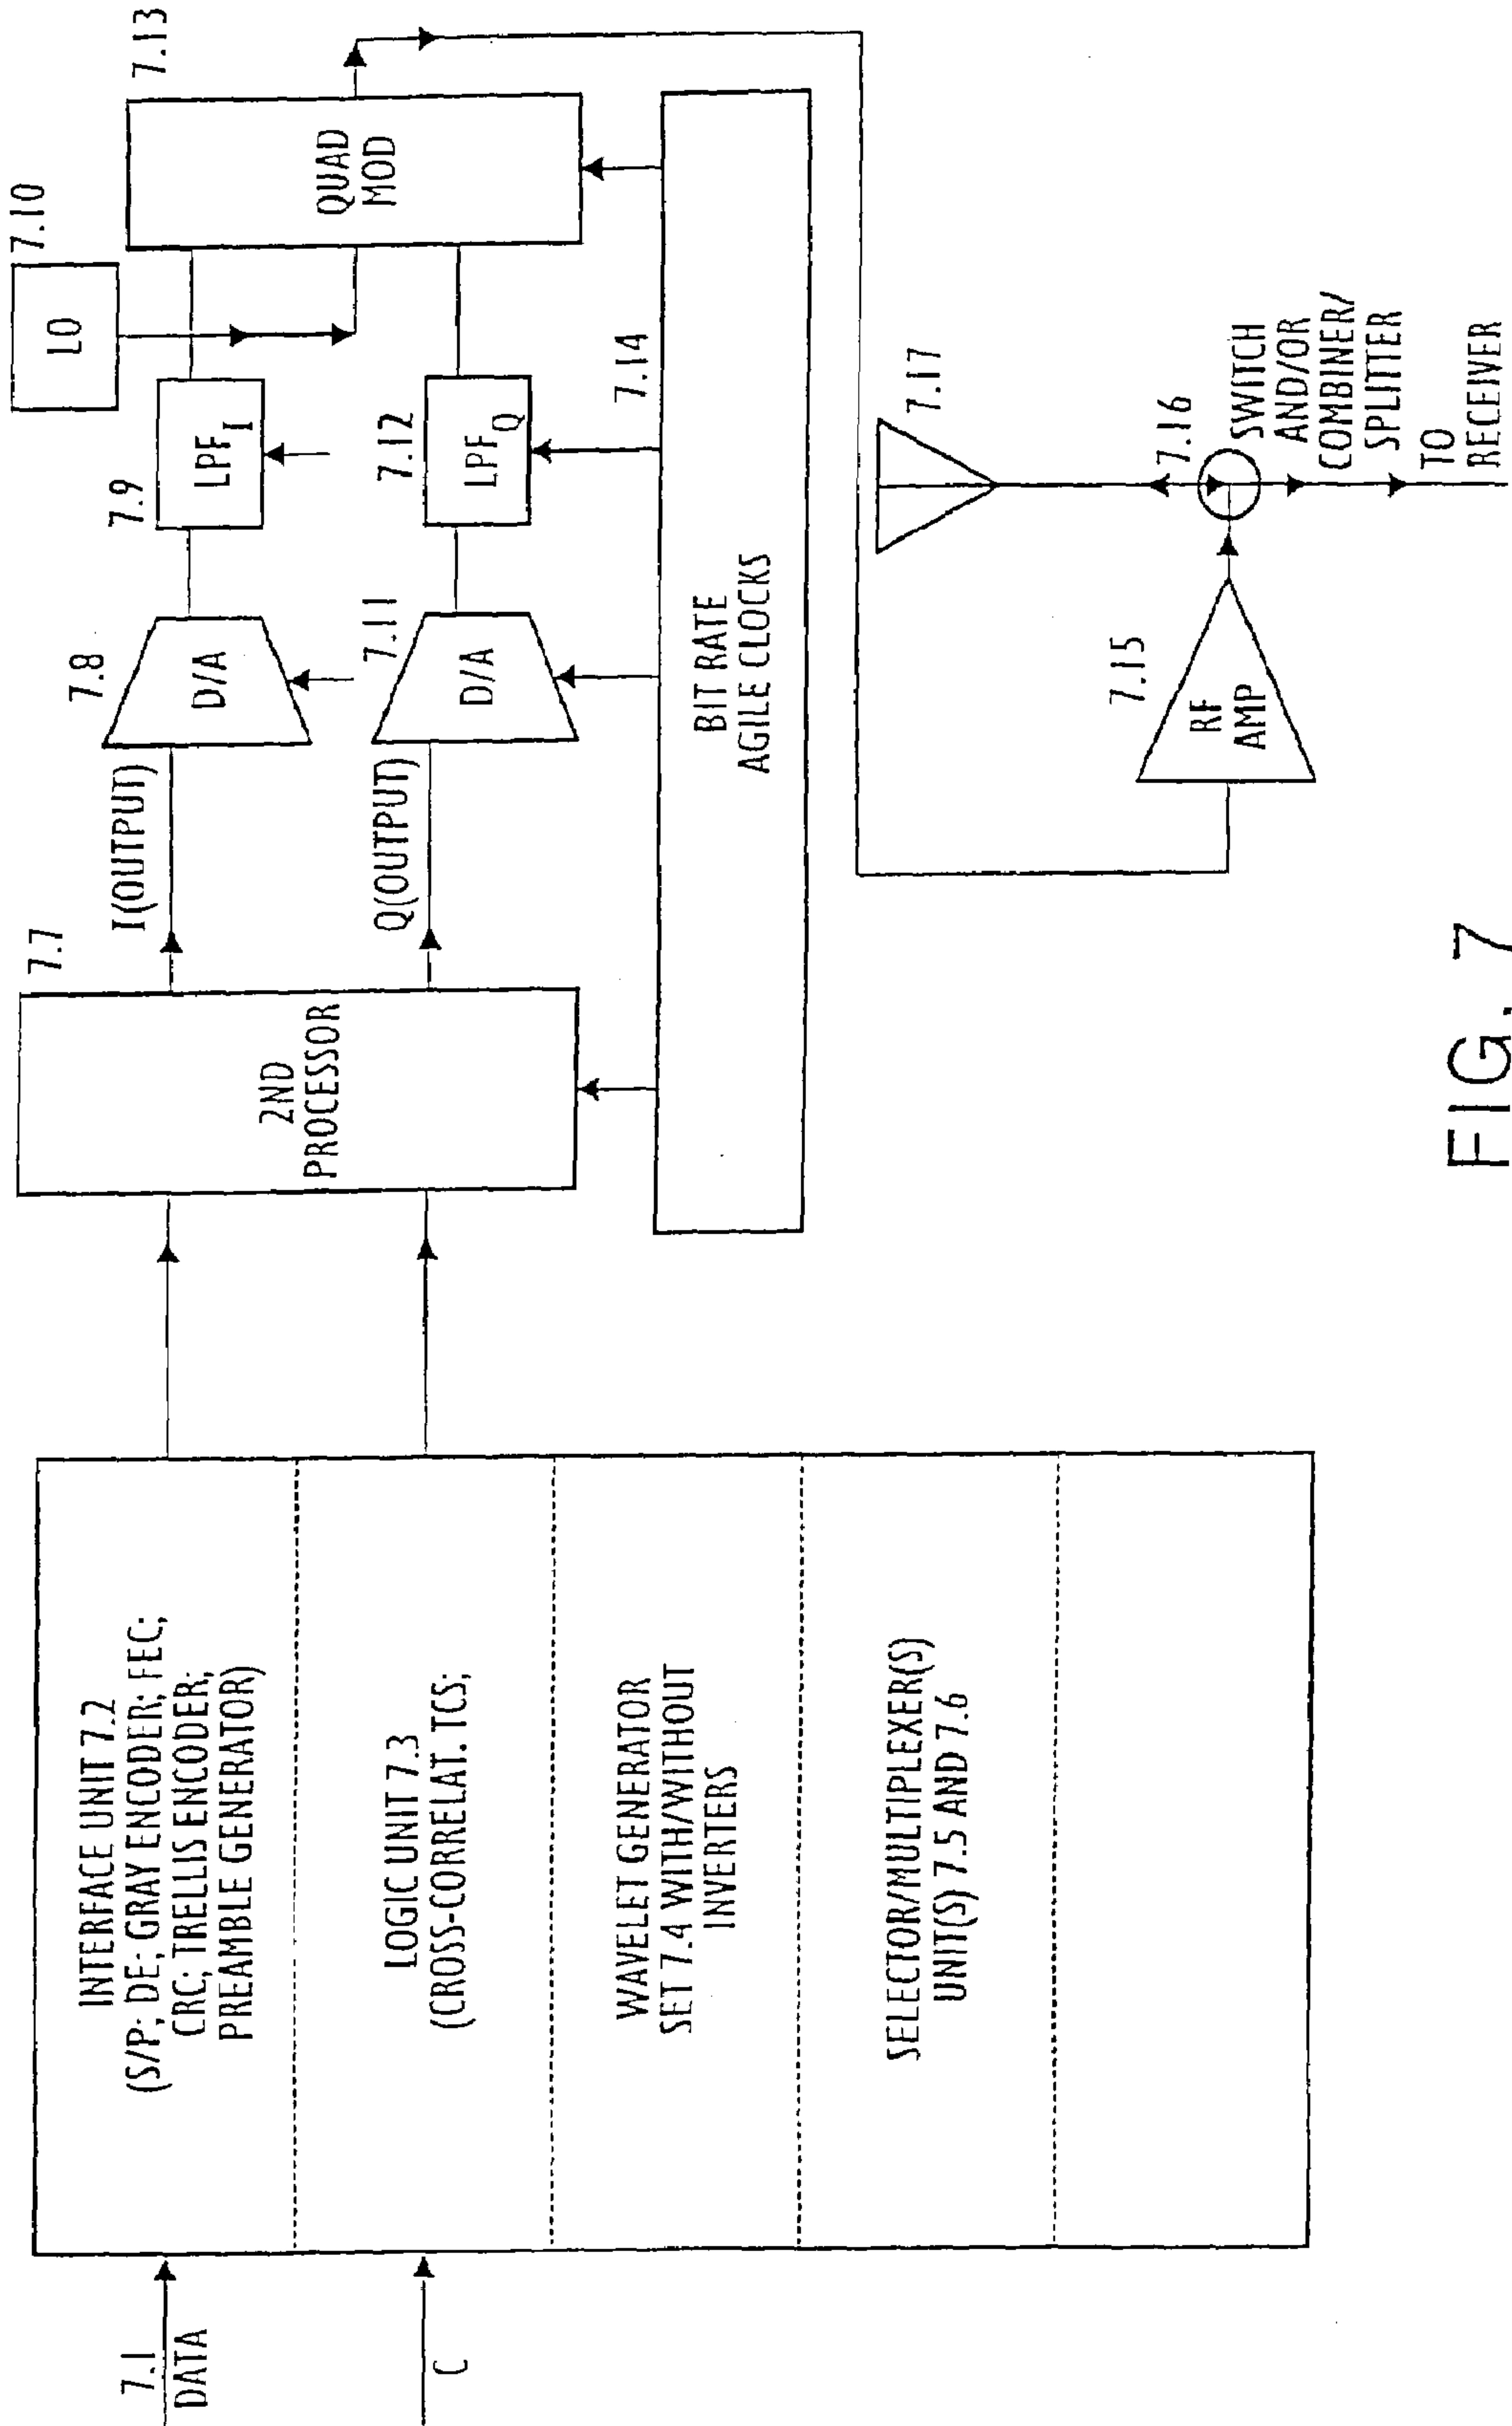 7.1
DATA
C
INTERFACE UNIT 7.2
(S/P; DE; GRAY ENCODER; FEC;
CRC; TRELLIS ENCODER;
PREAMBLE GENERATOR)
LOGIC UNIT 7.3
(CROSS-CORRELAT. TCS;
WAVELET GENERATOR
SET 7.4 WITH/WITHOUT
INVERTERS
SELECTOR/MULTIPLEXER(S)
UNIT(S) 7.5 AND 7.6
7.7
2ND
PROCESSOR
I(OUTPUT)
Q(OUTPUT)
7.8
D/A
7.11
D/A
7.9
LPF I
7.12
LPF Q
7.10
LO
7.13
QUAD
MOD
7.14
BIT RATE
AGILE CLOCKS
7.15
RF
AMP
7.17
7.16
SWITCH
AND/OR
COMBINER/
SPLITTER
TO
RECEIVER
FIG. 7